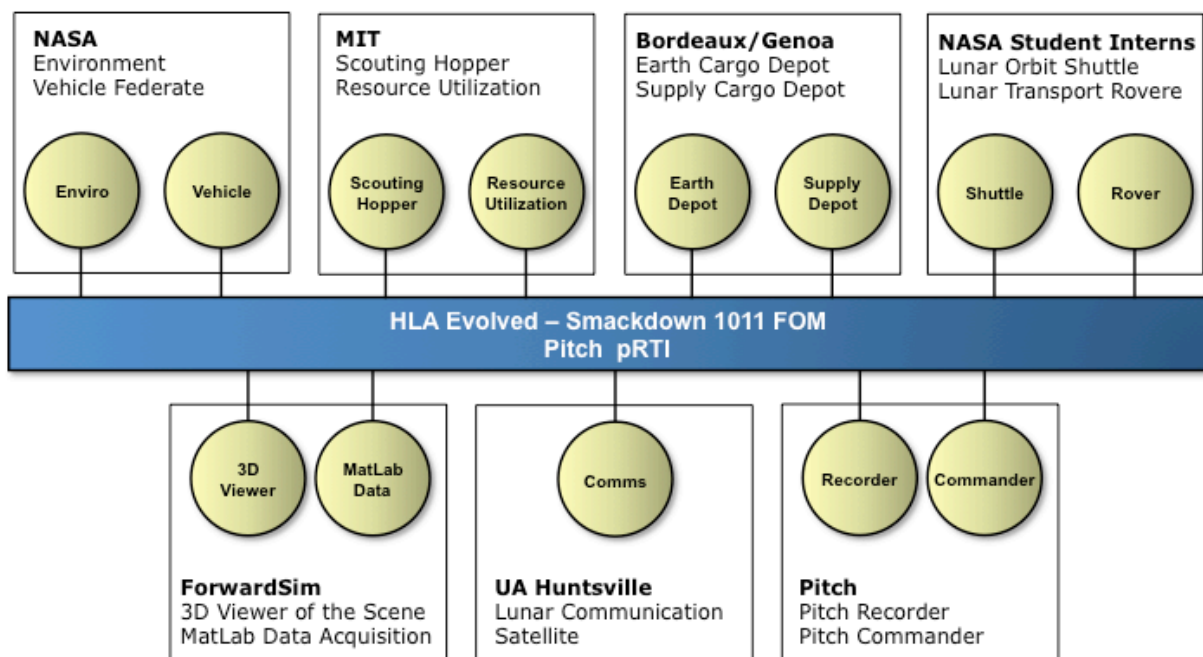 NASA
Environment
Vehicle Federate
Enviro
Vehicle
MIT
Scouting Hopper
Resource Utilization
Scouting
Hopper
Resource
Utilization
Bordeaux/Genoa
Earth Cargo Depot
Supply Cargo Depot
Earth
Depot
Supply
Depot
NASA Student Interns
Lunar Orbit Shuttle
Lunar Transport Rovere
Shuttle
Rover
HLA Evolved – Smackdown 1011 FOM
Pitch pRTI
3D
Viewer
MatLab
Data
ForwardSim
3D Viewer of the Scene
MatLab Data Acquisition
Comms
UA Huntsville
Lunar Communication
Satellite
Recorder
Commander
Pitch
Pitch Recorder
Pitch Commander